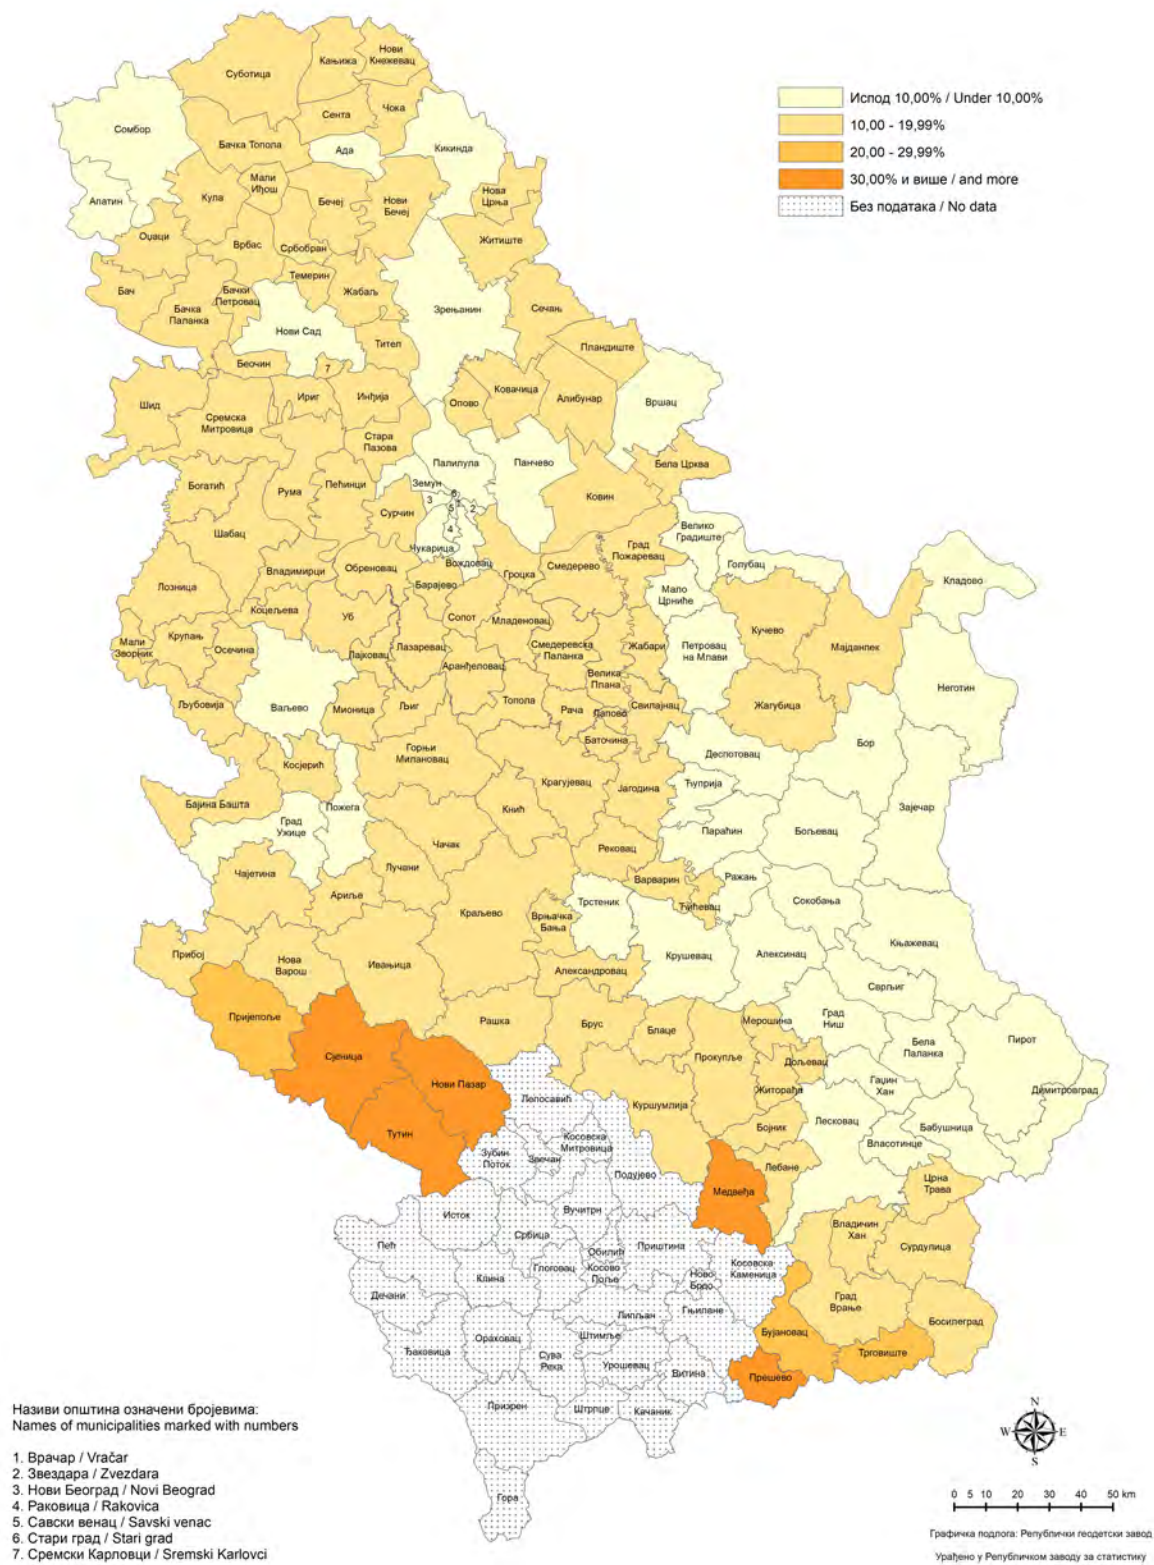 Нови
Кнежевац
Кањижа
Суботица
Испод 10,00% / Under 10,00%
10,00 - 19,99%
20,00 - 29,99%
30,00% и више / and more
Без података / No data
Чока
Сента
Сомбор
Бачка Топола
Ада
Кикинда
Мали
Иђош
Апатин
Кула
Бечеј
Нови
Бечеј
Нова
Црња
Оџаци
Врбас
Србобран
Житиште
Темерин
Бач
Бачки
Петровац
Жабаљ
Бачка
Паланка
Зрењанин
Сечањ
Нови Сад
Тител
Пландиште
Беочин
7
Ковачица
Шид
Ириг
Инђија
Опово
Алибунар
Вршац
Сремска
Митровица
Стара
Пазова
Палилула
Панчево
Бела Црква
Богатић
Рума
Пећинци
Земун
6
3
1
5
2
4
Ковин
Сурчин
Шабац
Велико
Градиште
Чукарица
Град
Пожаревац
Вождовац
Голубац
Владимирци
Обреновац
Гроцка
Смедерево
Кладово
Лозница
Барајево
Мало
Црниће
Коцељева
Уб
Сопот
Младеновац
Кучево
Мали
Зворник
Крупањ
Осечина
Лајковац
Лазаревац
Смедеревска
Паланка
Жабари
Петровац
на Млави
Мајданпек
Аранђеловац
Велика
Плана
Неготин
Љубовија
Ваљево
Мионица
Љиг
Топола
Рача
Лапово
Свилајнац
Жагубица
Баточина
Бор
Горњи
Милановац
Деспотовац
Косјерић
Крагујевац
Јагодина
Ћуприја
Бајина Башта
Пожега
Кнић
Зајечар
Град
Ужице
Параћин
Бољевац
Чачак
Рековац
Чајетина
Лучани
Варварин
Ражањ
Ариље
Трстеник
Ћићевац
Сокобања
Краљево
Врњачка
Бања
Књажевац
Прибој
Нова
Варош
Ивањица
Крушевац
Алексинац
Александровац
Сврљиг
Пријепоље
Рашка
Брус
Блаце
Мерошина
Град
Ниш
Бела
Паланка
Пирот
Сјеница
Прокупље
Дољевац
Нови Пазар
Гаџин
Хан
Димитровград
Лепосавић
Куршумлија
Житорађа
Тутин
Бојник
Лесковац
Бабушница
Косовска
Митровица
Власотинце
Зубин
Поток
Звечан
Лебане
Подујево
Црна
Трава
Медвеђа
Исток
Вучитрн
Владичин
Хан
Србица
Пећ
Обилић
Приштина
Сурдулица
Глоговац
Косово
Поље
Косовска
Каменица
Клина
Ново
Брдо
Дечани
Град
Врање
Липљан
Гњилане
Босилеград
Бујановац
Ђаковица
Ораховац
Штимље
Сува
Река
Урошевац
Витина
Трговиште
Прешево
Призрен
Штрпце
Качаник
Гора
Називи општина означени бројевима:
Names of municipalities marked with numbers
1. Врачар / Vračar
2. Звездара / Zvezdara
3. Нови Београд / Novi Beograd
4. Раковица / Rakovica
5. Савски венац / Savski venac
6. Стари град / Stari grad
7. Сремски Карловци / Sremski Karlovci
N
W E
S
0 5 10 20 30 40 50 km
Графичка подлога: Републички геодетски завод
Урађено у Републичком заводу за статистику